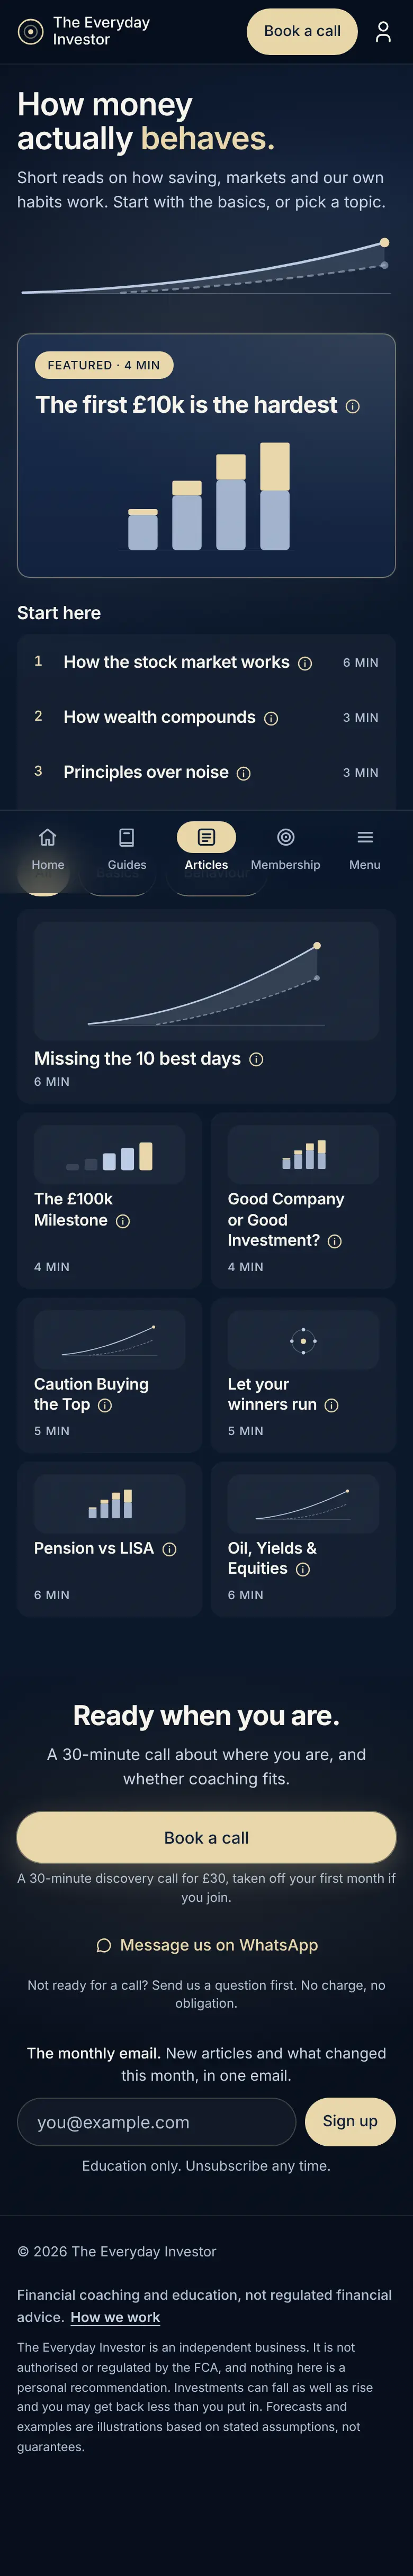 The Everyday
Investor
Book a call
How money
actually behaves.
Short reads on how saving, markets and our own
habits work. Start with the basics, or pick a topic.
FEATURED · 4 MIN
The first £10k is the hardest
Start here
1 How the stock market works 6 MIN
2 How wealth compounds 3 MIN
3 Principles over noise 3 MIN
Home Guides Articles Membership Menu
Basics Behaviour
Missing the 10 best days
6 MIN
The £100k
Milestone
4 MIN
Good Company
or Good
Investment?
4 MIN
Caution Buying
the Top
5 MIN
Let your
winners run
5 MIN
Pension vs LISA
6 MIN
Oil, Yields &
Equities
6 MIN
Ready when you are.
A 30-minute call about where you are, and
whether coaching fits.
Book a call
A 30-minute discovery call for £30, taken off your first month if
you join.
Message us on WhatsApp
Not ready for a call? Send us a question first. No charge, no
obligation.
The monthly email. New articles and what changed
this month, in one email.
you@example.com
Sign up
Education only. Unsubscribe any time.
© 2026 The Everyday Investor
Financial coaching and education, not regulated financial
advice. How we work
The Everyday Investor is an independent business. It is not
authorised or regulated by the FCA, and nothing here is a
personal recommendation. Investments can fall as well as rise
and you may get back less than you put in. Forecasts and
examples are illustrations based on stated assumptions, not
guarantees.